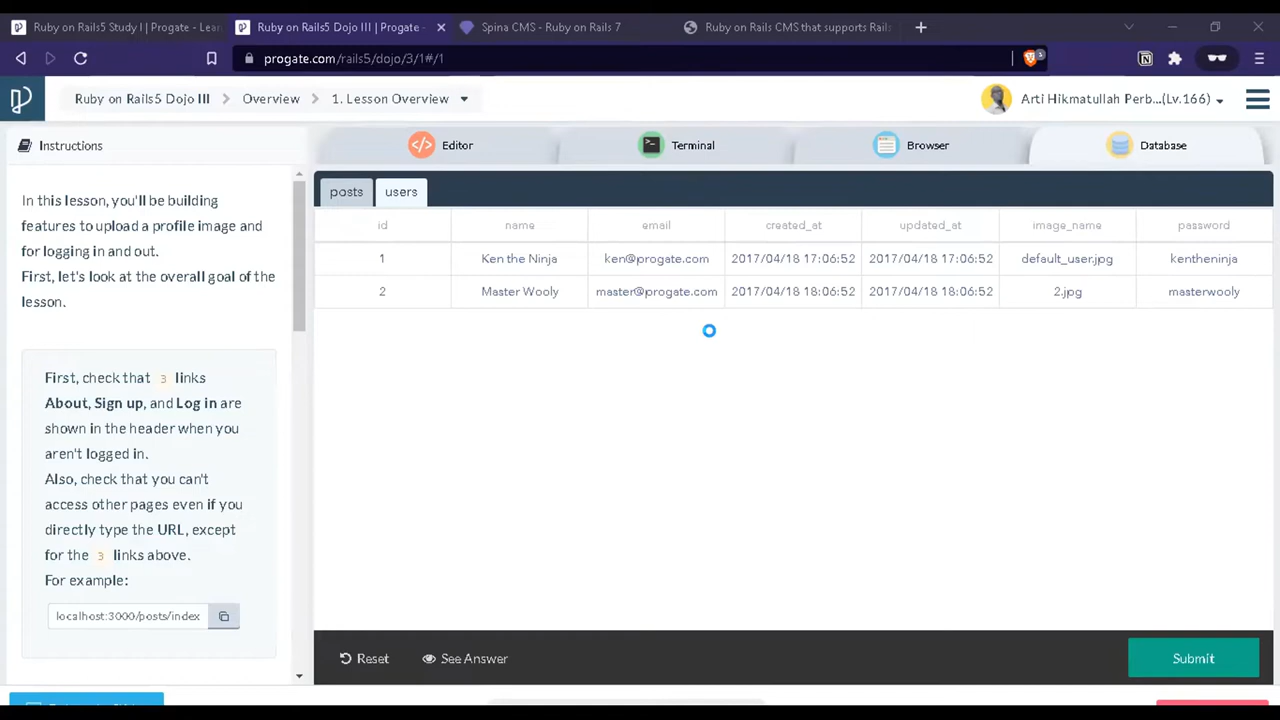 Ruby on Rails5 Study I | Progate - Lear
Ruby on Rails5 Dojo III | Progate -
Spina CMS - Ruby on Rails 7
Ruby on Rails CMS that supports Rails
progate.com/rails5/dojo/3/1#/1
Ruby on Rails5 Dojo III
Overview
1. Lesson Overview
Arti Hikmatullah Perb...(Lv.166)
Instructions
Editor
Terminal
Browser
Database
In this lesson, you'll be building
features to upload a profile image and
for logging in and out.
First, let's look at the overall goal of the
lesson.
First, check that 3 links
About, Sign up, and Log in are
shown in the header when you
aren't logged in.
Also, check that you can't
access other pages even if you
directly type the URL, except
for the 3 links above.
For example:
localhost:3000/posts/index
posts users
id name email created_at updated_at image_name password
1 Ken the Ninja ken@progate.com 2017/04/18 17:06:52 2017/04/18 17:06:52 default_user.jpg kentheninja
2 Master Wooly master@progate.com 2017/04/18 18:06:52 2017/04/18 18:06:52 2.jpg masterwooly
Reset
See Answer
Submit